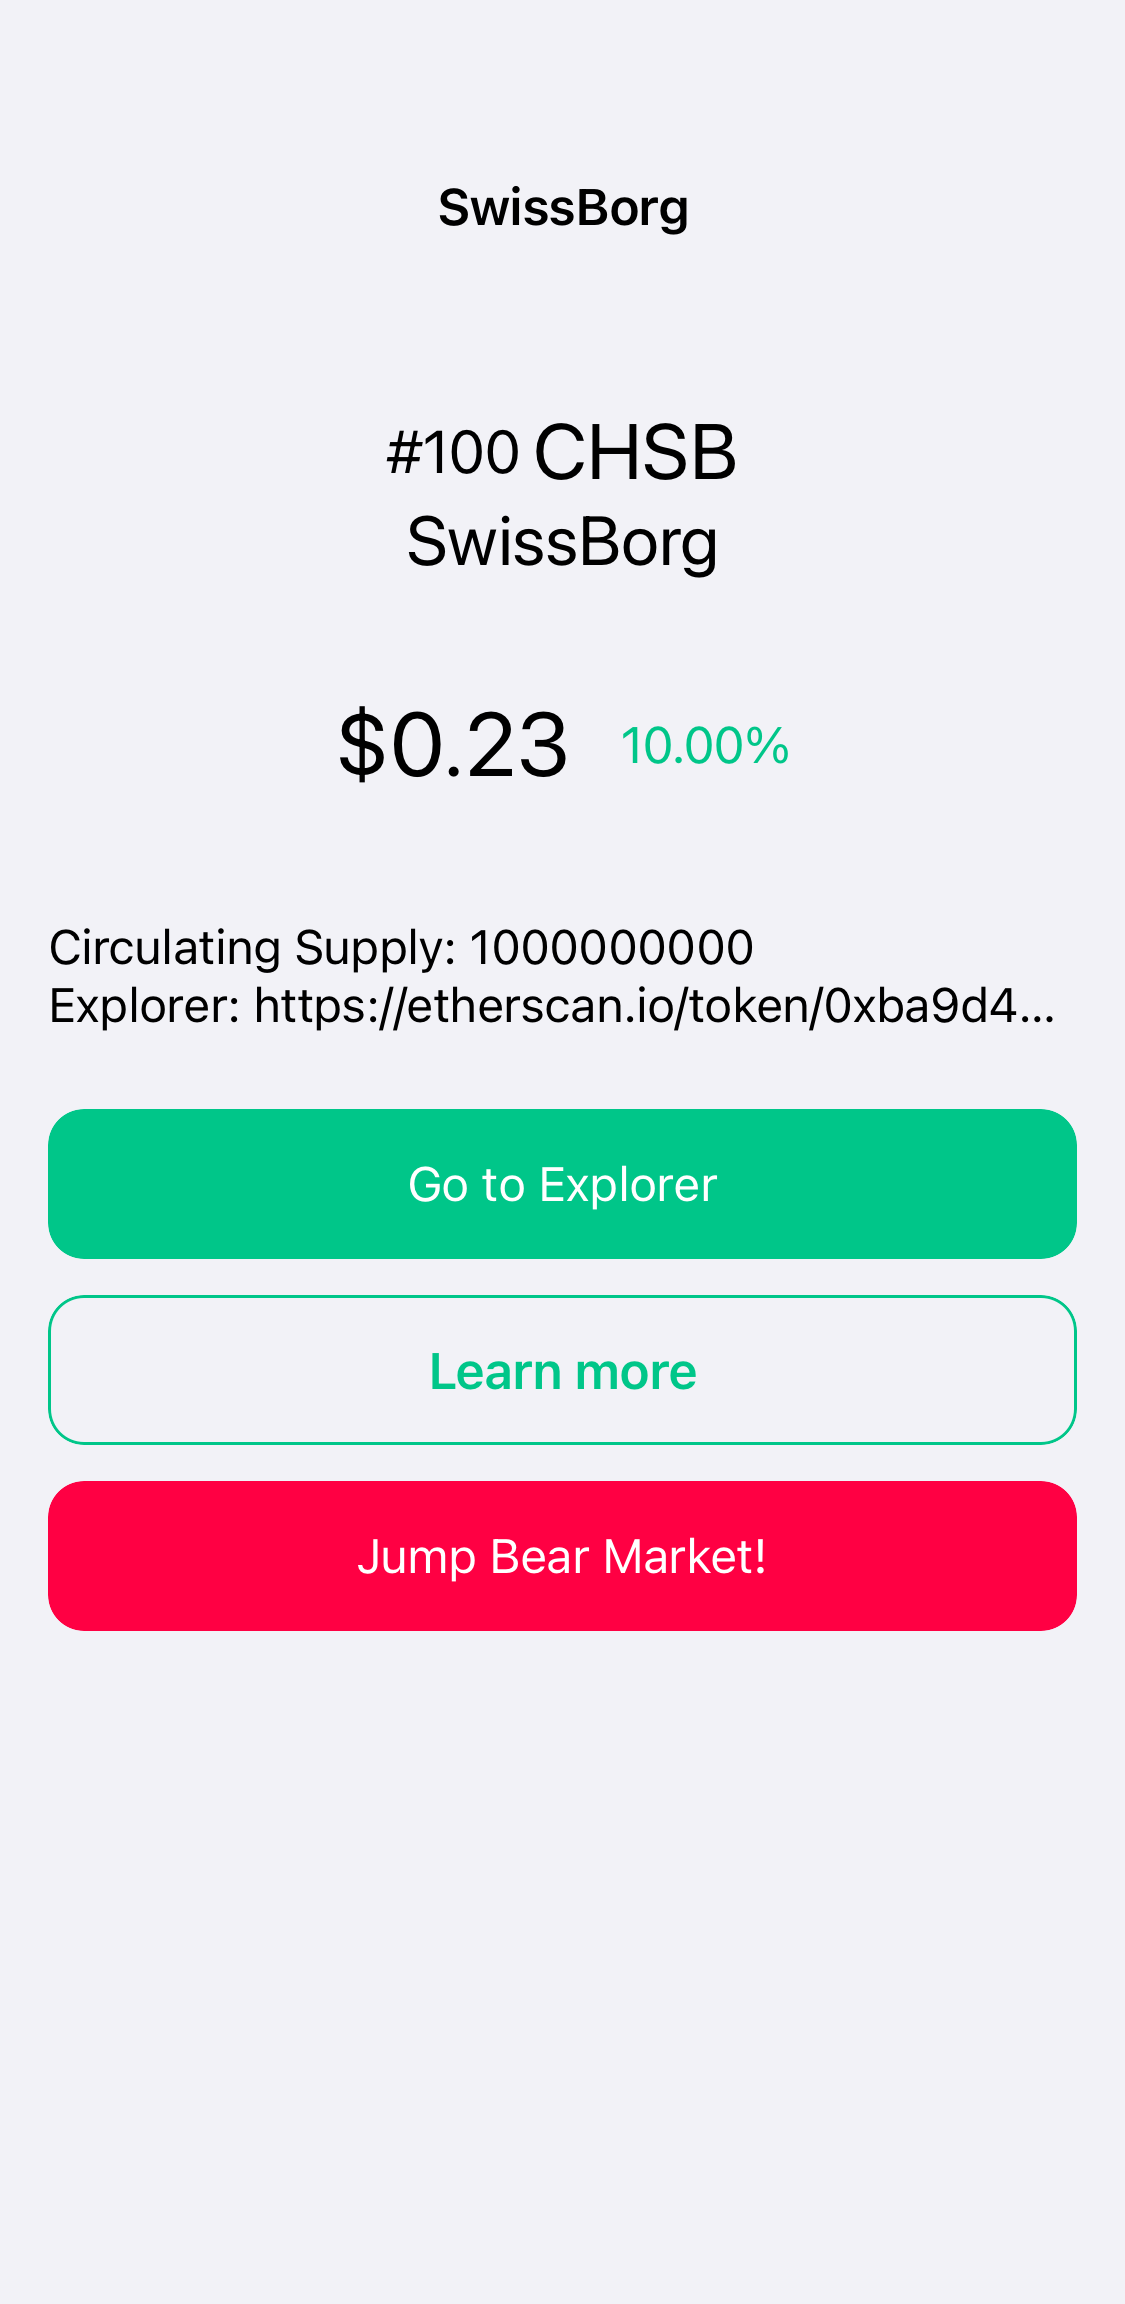 SwissBorg
#100 CHSB
SwissBorg
$0.23 10.00%
Circulating Supply: 1000000000
Explorer: https://etherscan.io/token/0xba9d4...
Go to Explorer
Learn more
Jump Bear Market!